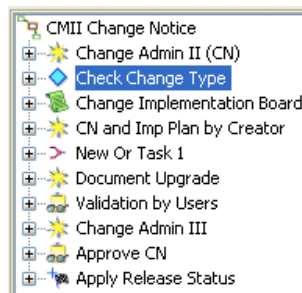 CMII Change Notice
Change Admin II (CN)
Check Change Type
Change Implementation Board
CN and Imp Plan by Creator
New Or Task 1
Document Upgrade
Validation by Users
Change Admin III
Approve CN
Apply Release Status